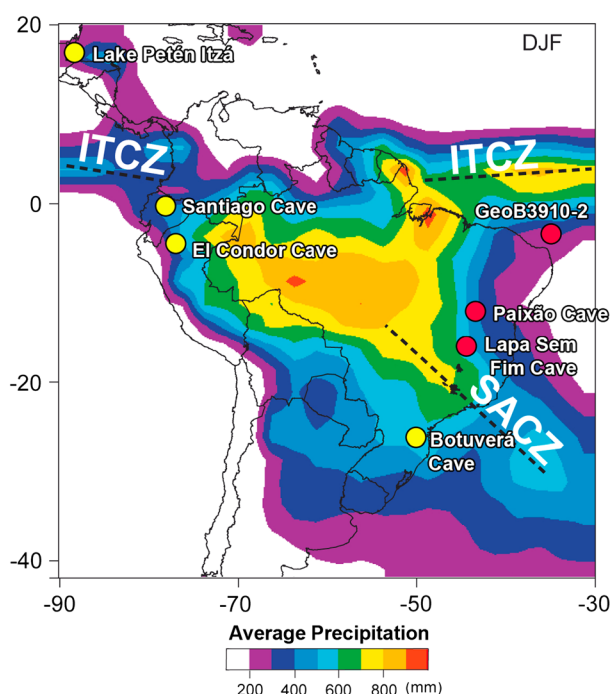 20
DJF
Lake Petén Itzá
10
ITCZ
ITCZ
0
Santiago Cave
GeoB3910-2
El Condor Cave
Paixão Cave
Lapa Sem
Fim Cave
-20
SACZ
Botuverá
Cave
-40
-90 -70 -50 -30
Average Precipitation
200 400 600 800 (mm)